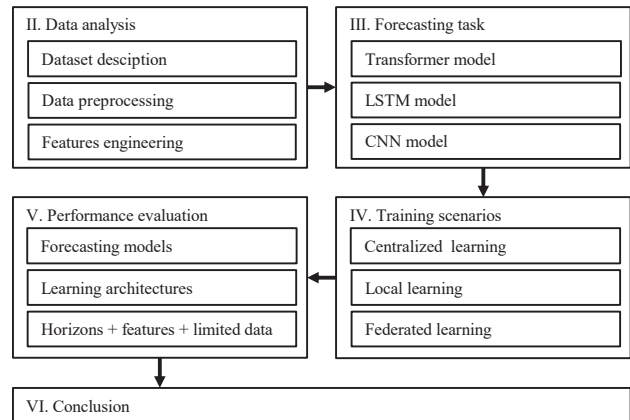 II. Data analysis
Dataset desciption
Data preprocessing
Features engineering
III. Forecasting task
Transformer model
LSTM model
CNN model
IV. Training scenarios
Centralized learning
Local learning
Federated learning
V. Performance evaluation
Forecasting models
Learning architectures
Horizons + features + limited data
VI. Conclusion